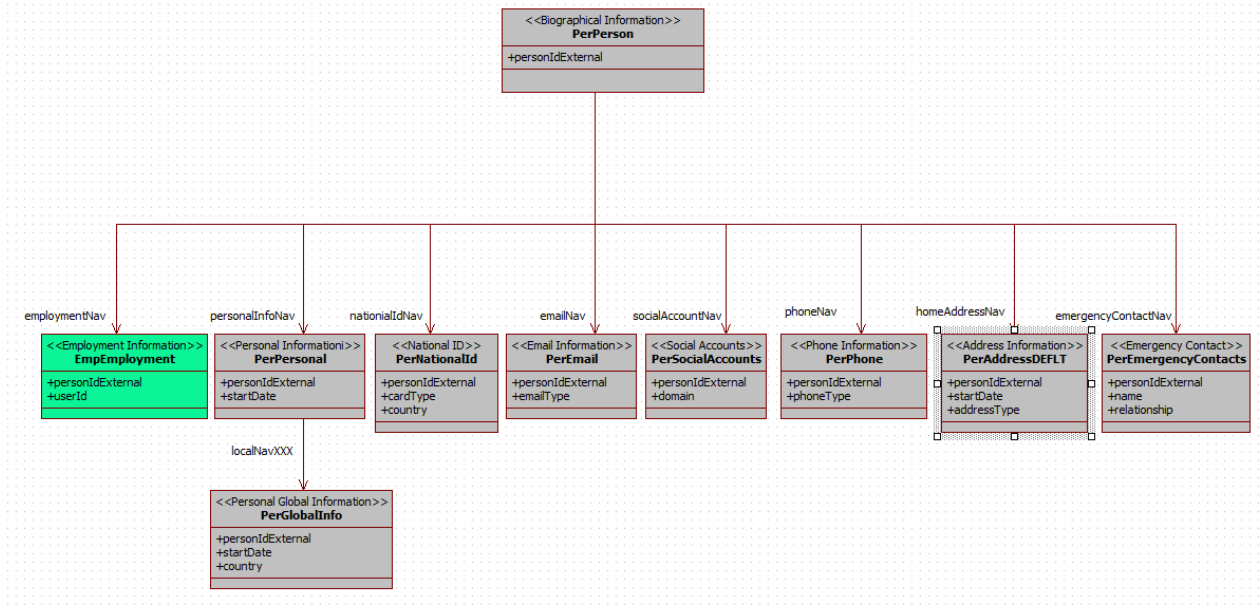 <<Biographical Information>>
PerPerson
+personIdExternal
employmentNav
personalInfoNav
nationialIdNav
emailNav
socialAccountNav
phoneNav
homeAddressNav
emergencyContactNav
<<Employment Information>>
EmpEmployment
+personIdExternal
+userId
<<Personal Informationi>>
PerPersonal
+personIdExternal
+startDate
<<National ID>>
PerNationalId
+personIdExternal
+cardType
+country
<<Email Information>>
PerEmail
+personIdExternal
+emailType
<<Social Accounts>>
PerSocialAccounts
+personIdExternal
+domain
<<Phone Information>>
PerPhone
+personIdExternal
+phoneType
<<Address Information>>
PerAddressDEFLT
+personIdExternal
+startDate
+addressType
<<Emergency Contact>>
PerEmergencyContacts
+personIdExternal
+name
+relationship
localNavXXX
<<Personal Global Information>>
PerGlobalInfo
+personIdExternal
+startDate
+country